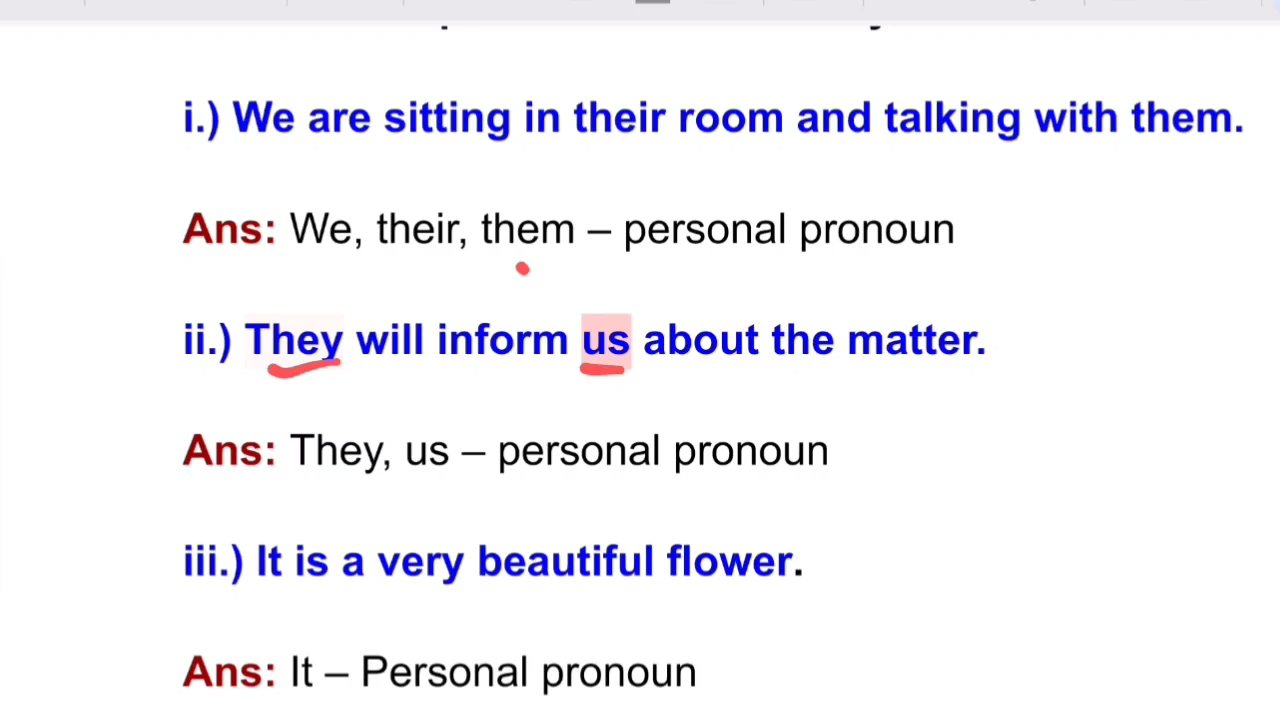 i.) We are sitting in their room and talking with them.
Ans: We, their, them – personal pronoun
ii.) They will inform us about the matter.
Ans: They, us – personal pronoun
iii.) It is a very beautiful flower.
Ans: It – Personal pronoun